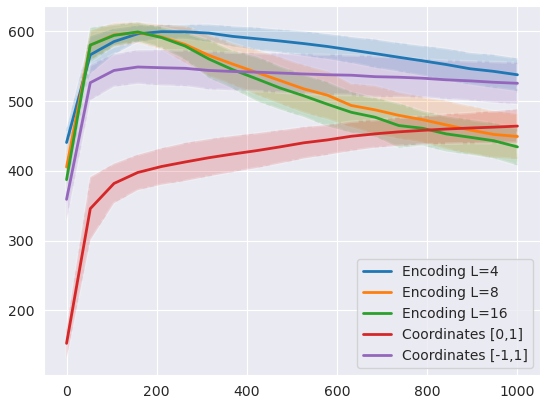 600
500
400
300
200
0
200
400
600
800
1000
Encoding L=4
Encoding L=8
Encoding L=16
Coordinates [0,1]
Coordinates [-1,1]